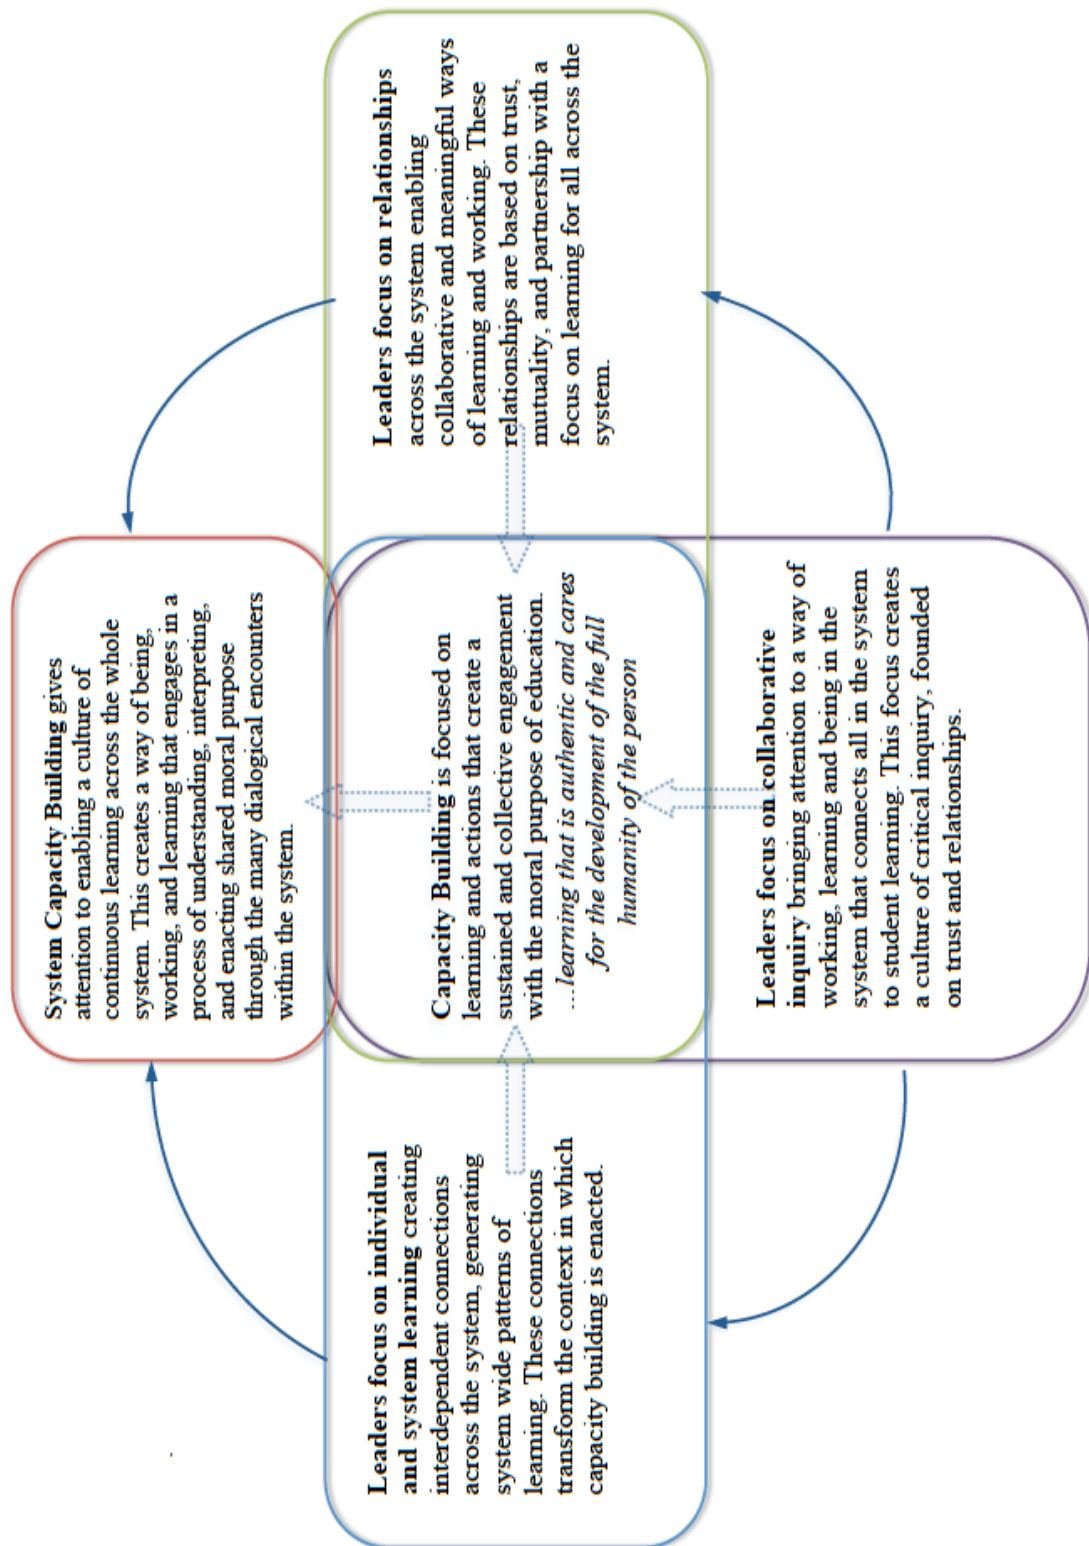 System Capacity Building gives
attention to enabling a culture of
continuous learning across the whole
system. This creates a way of being,
working, and learning that engages in a
process of understanding, interpreting,
and enacting shared moral purpose
through the many dialogical encounters
within the system.
Leaders focus on individual
and system learning creating
interdependent connections
across the system, generating
system wide patterns of
learning. These connections
transform the context in which
capacity building is enacted.
Capacity Building is focused on
learning and actions that create a
sustained and collective engagement
with the moral purpose of education.
...learning that is authentic and cares
for the development of the full
humanity of the person
Leaders focus on relationships
across the system enabling
collaborative and meaningful ways
of learning and working. These
relationships are based on trust,
mutuality, and partnership with a
focus on learning for all across the
system.
Leaders focus on collaborative
inquiry bringing attention to a way of
working, learning and being in the
system that connects all in the system
to student learning. This focus creates
a culture of critical inquiry, founded
on trust and relationships.